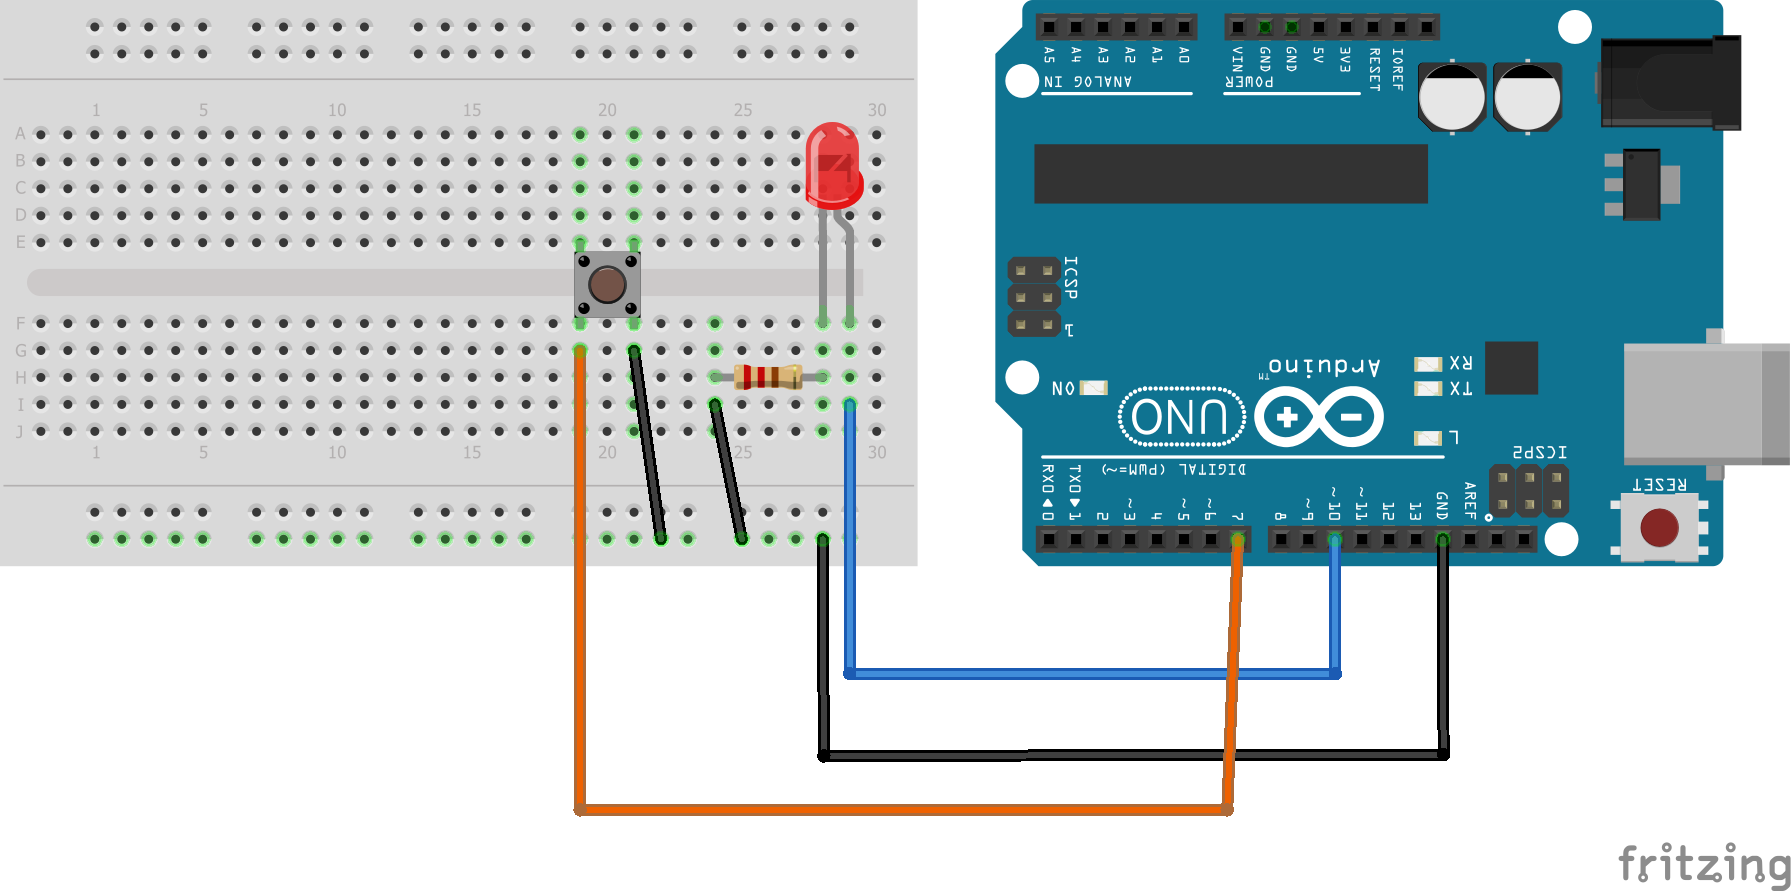 1 5 10 15 20 25 30
A
B
C
D
E
F
G
H
I
J
1 5 10 15 20 25 30
A5 A4 A3 A2 A1 A0
ANALOG IN
VIN GND GND 5V 3V3 RESET IOREF
POWER
ICSP
1
ON
UNO
Arduino
TM
RX
TX
L
ICSP2
DIGITAL (PWM=~)
RX0 0
TX0 1
2 ~3 4 ~5 ~6 7 8 ~9 ~10 ~11 12 13 GND AREF
RESET
fritzing